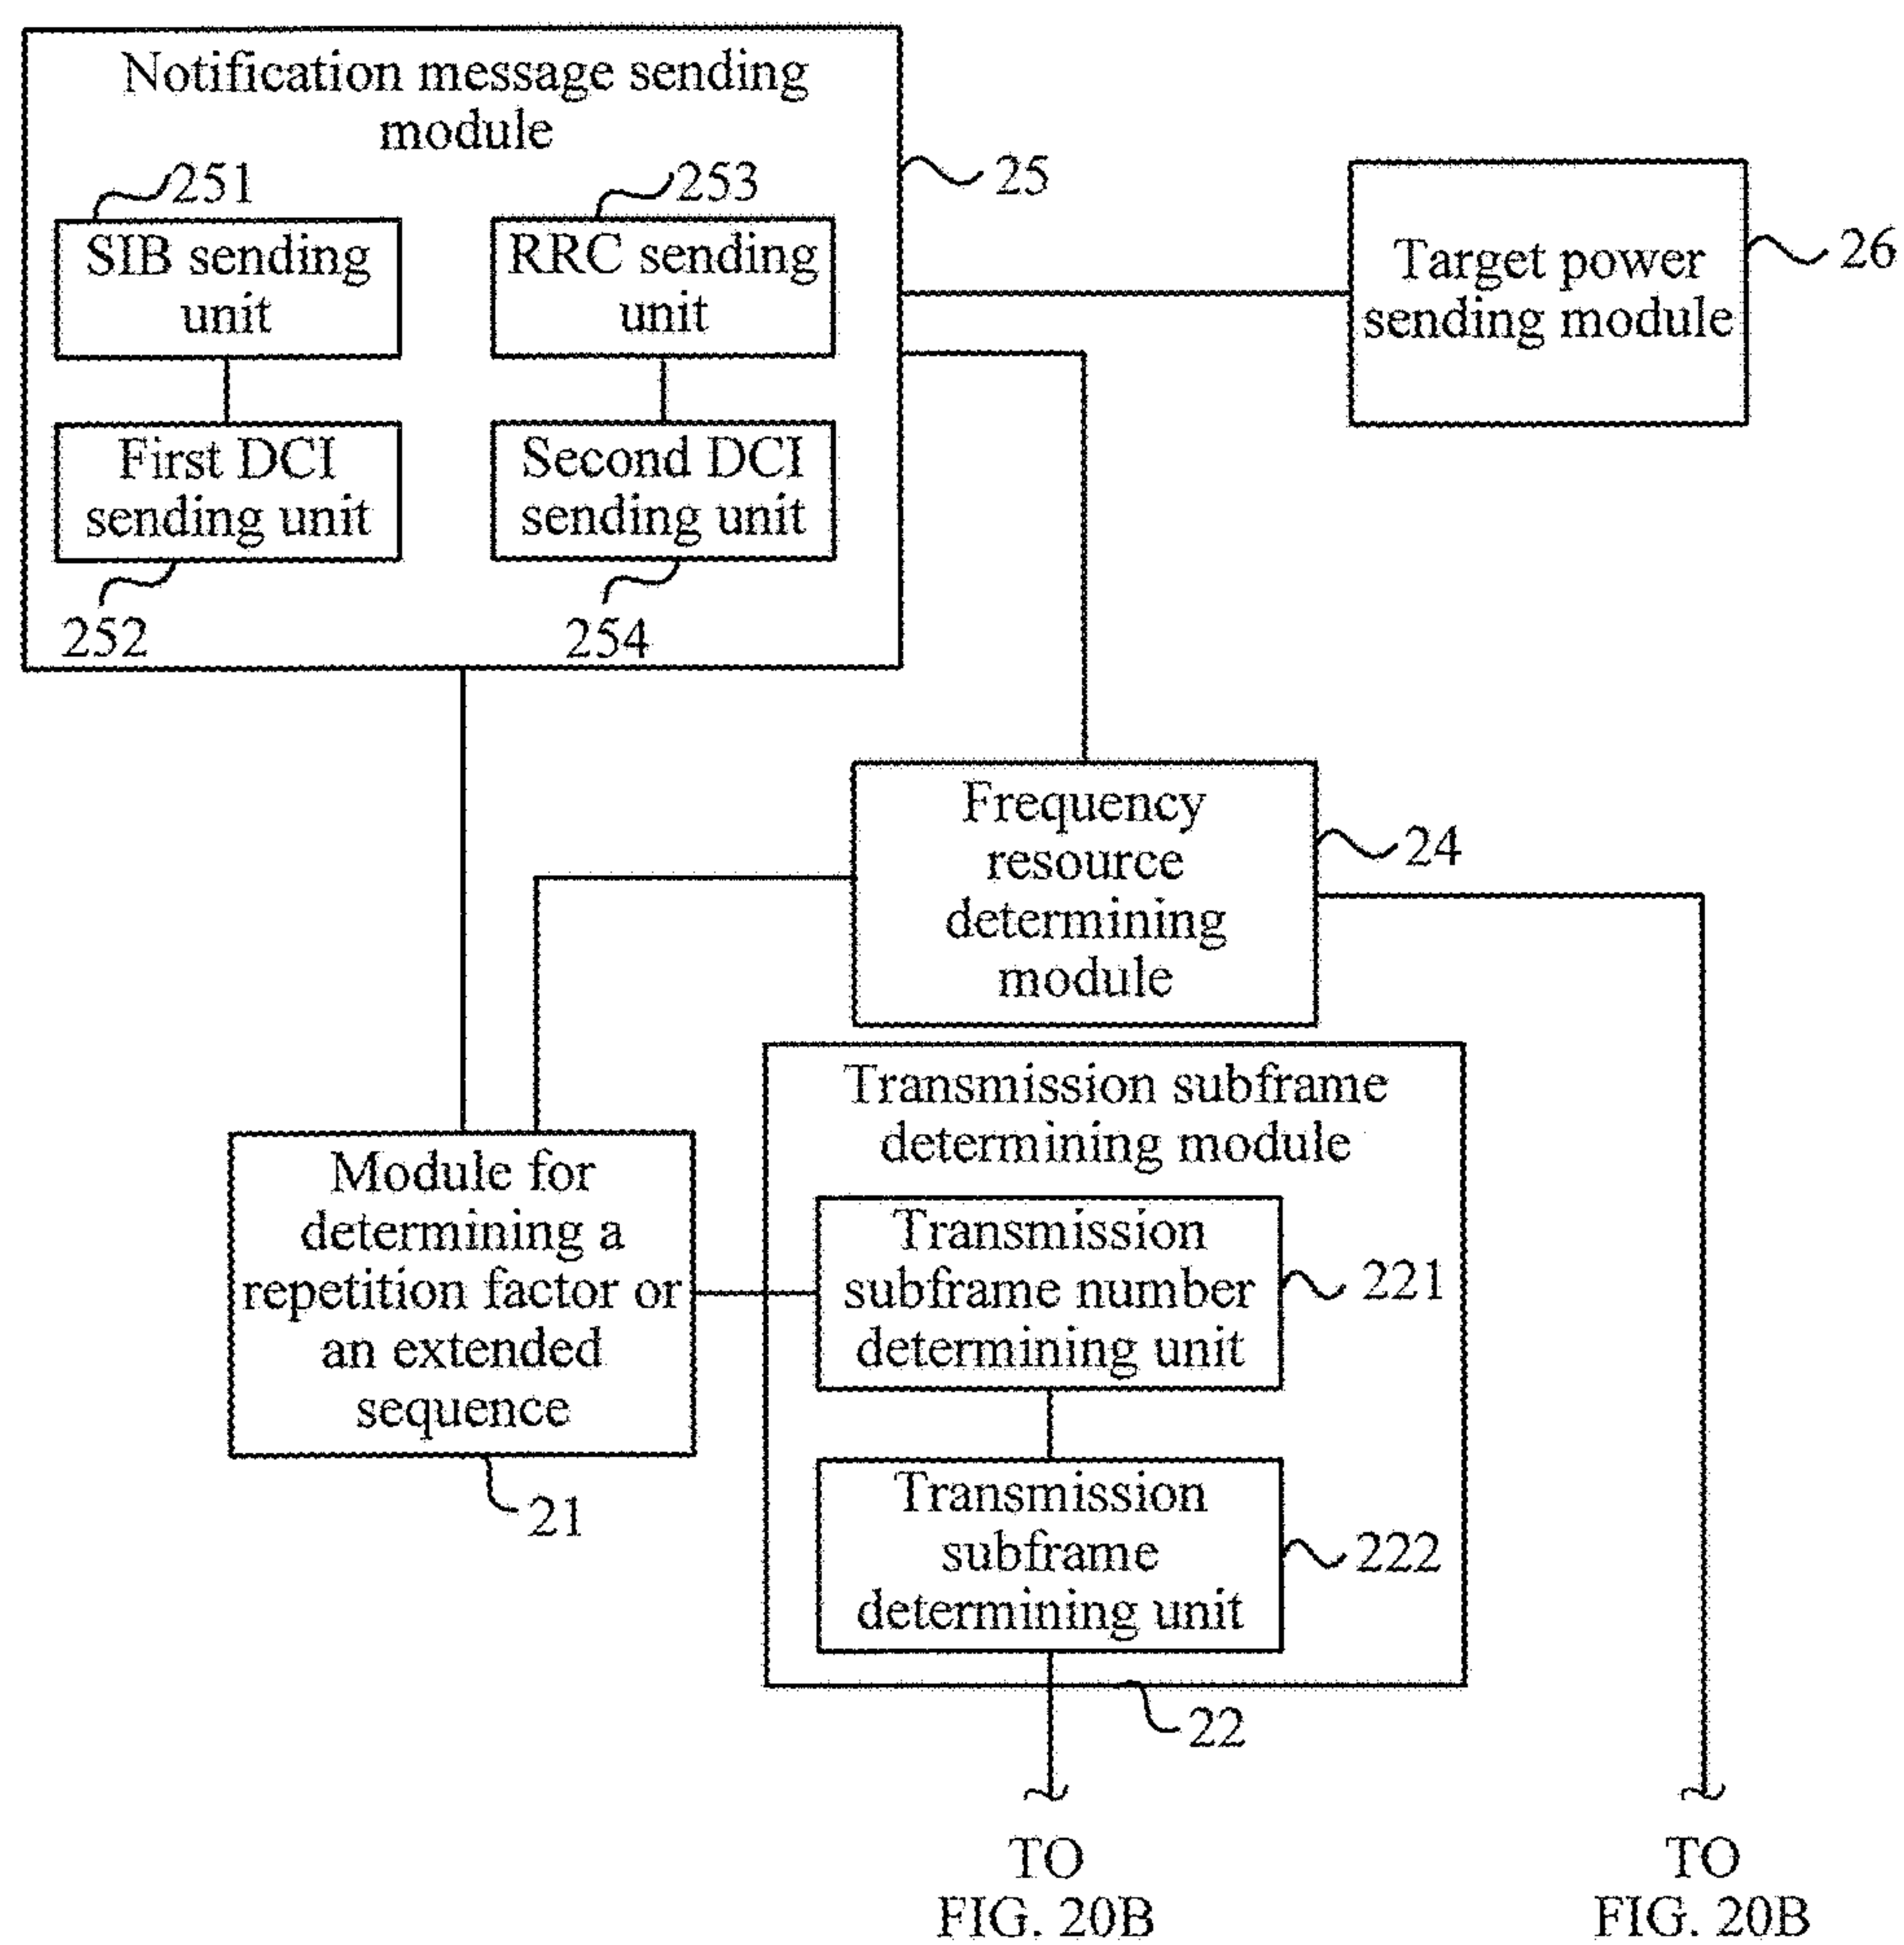 Notification message sending
module
251
253
25
SIB sending
unit
RRC sending
unit
Target power
sending module
26
First DCI
sending unit
Second DCI
sending unit
252
254
Frequency
resource
determining
module
24
Transmission subframe
determining module
Module for
determining a
repetition factor or
an extended
sequence
21
Transmission
subframe number
determining unit
221
Transmission
subframe
determining unit
222
22
TO
FIG. 20B
TO
FIG. 20B